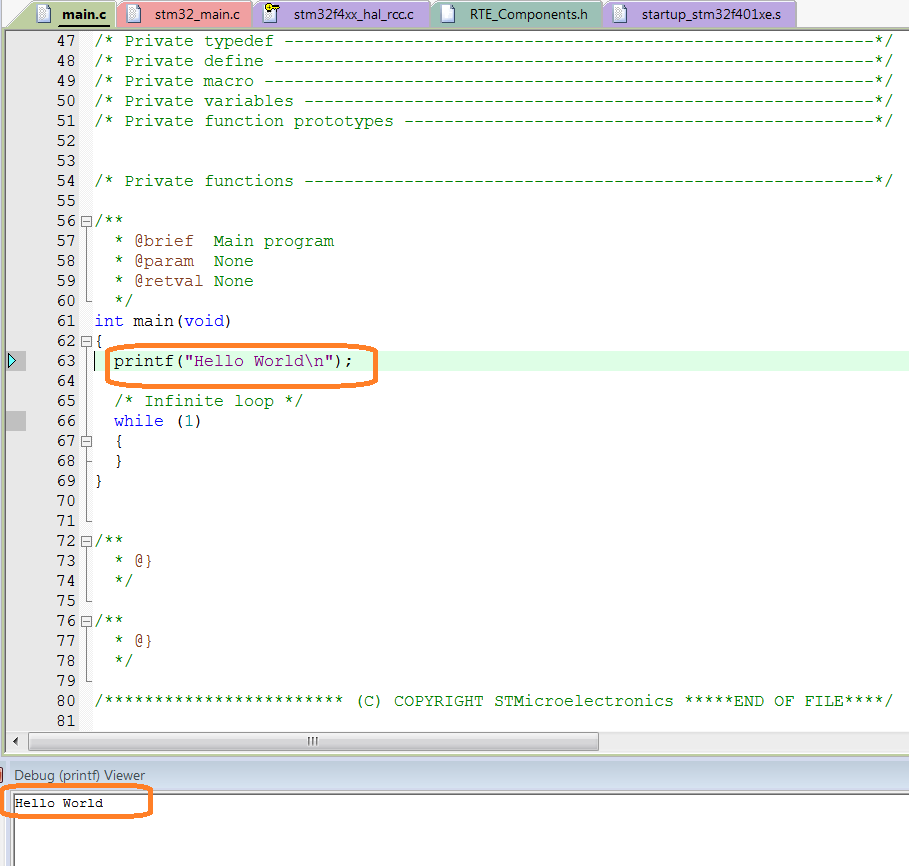 main.c stm32_main.c stm32f4xx_hal_rcc.c RTE_Components.h startup_stm32f401xe.s
47 /* Private typedef -----------------------------------------------------------*/
48 /* Private define ------------------------------------------------------------*/
49 /* Private macro -------------------------------------------------------------*/
50 /* Private variables ---------------------------------------------------------*/
51 /* Private function prototypes -----------------------------------------------*/
52
53
54 /* Private functions ---------------------------------------------------------*/
55
56 /**
57   * @brief  Main program
58   * @param  None
59   * @retval None
60   */
61 int main(void)
62 {
63   printf("Hello World\n");
64
65   /* Infinite loop */
66   while (1)
67   {
68   }
69 }
70
71
72 /**
73   * @}
74   */
75
76 /**
77   * @}
78   */
79
80 /************************ (C) COPYRIGHT STMicroelectronics *****END OF FILE****/
81
Debug (printf) Viewer
Hello World